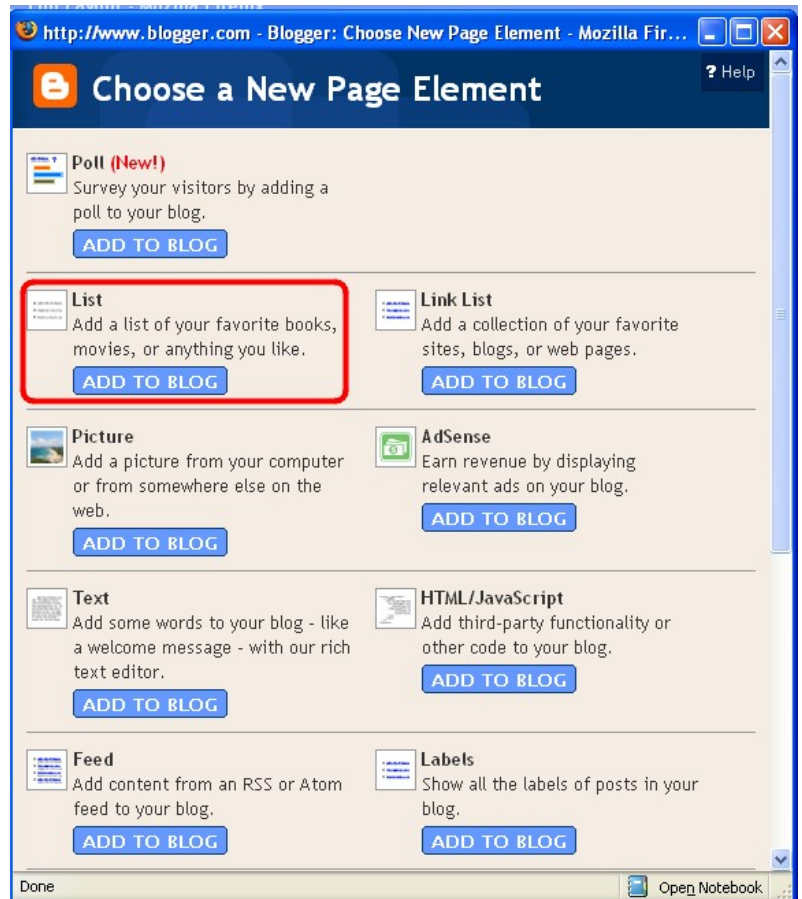 http://www.blogger.com - Blogger: Choose New Page Element - Mozilla Fir...
Choose a New Page Element
? Help
Poll (New!)
Survey your visitors by adding a
poll to your blog.
ADD TO BLOG
List
Add a list of your favorite books,
movies, or anything you like.
ADD TO BLOG
Link List
Add a collection of your favorite
sites, blogs, or web pages.
ADD TO BLOG
Picture
Add a picture from your computer
or from somewhere else on the
web.
ADD TO BLOG
AdSense
Earn revenue by displaying
relevant ads on your blog.
ADD TO BLOG
Text
Add some words to your blog - like
a welcome message - with our rich
text editor.
ADD TO BLOG
HTML/JavaScript
Add third-party functionality or
other code to your blog.
ADD TO BLOG
Feed
Add content from an RSS or Atom
feed to your blog.
ADD TO BLOG
Labels
Show all the labels of posts in your
blog.
ADD TO BLOG
Done
Open Notebook